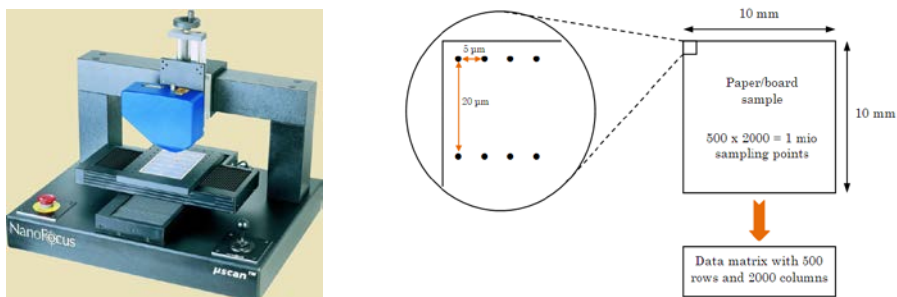 NanoFocus
µscan™
5 µm
20 µm
10 mm
10 mm
Paper/board
sample
500 x 2000 = 1 mio
sampling points
Data matrix with 500
rows and 2000 columns